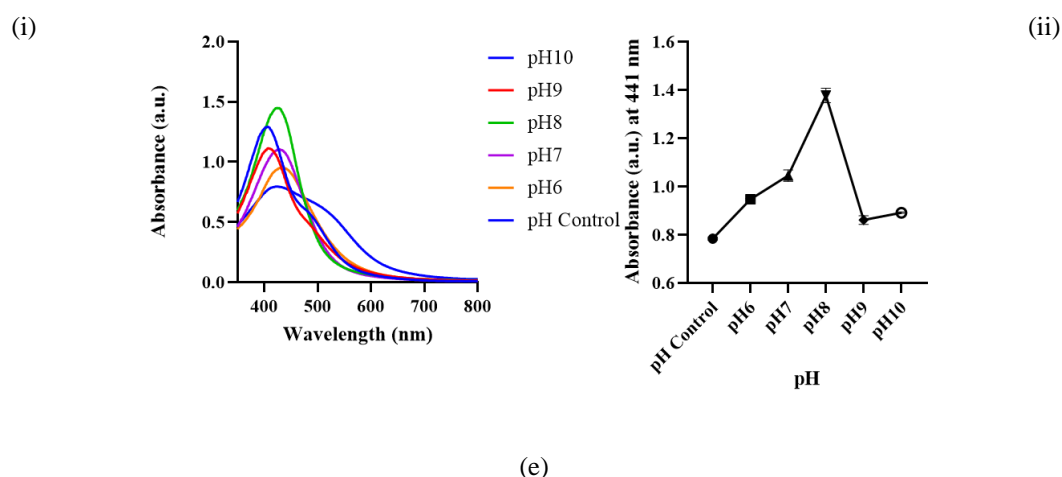 (i)
(ii)
Absorbance (a.u.)
2.0
1.5
1.0
0.5
0.0
400
500
600
700
800
Wavelength (nm)
pH10
pH9
pH8
pH7
pH6
pH Control
Absorbance (a.u.) at 441 nm
1.6
1.4
1.2
1.0
0.8
0.6
pH Control
pH6
pH7
pH8
pH9
pH10
pH
(e)